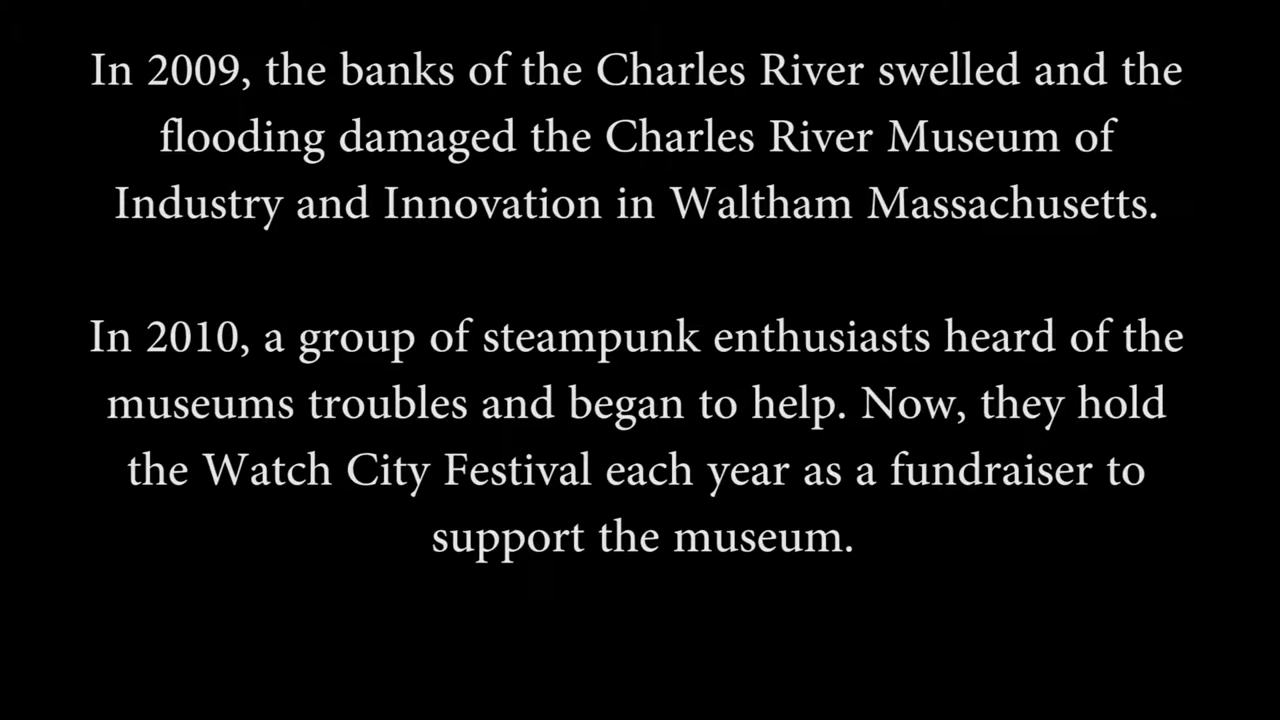 In 2009, the banks of the Charles River swelled and the
flooding damaged the Charles River Museum of
Industry and Innovation in Waltham Massachusetts.
In 2010, a group of steampunk enthusiasts heard of the
museums troubles and began to help. Now, they hold
the Watch City Festival each year as a fundraiser to
support the museum.